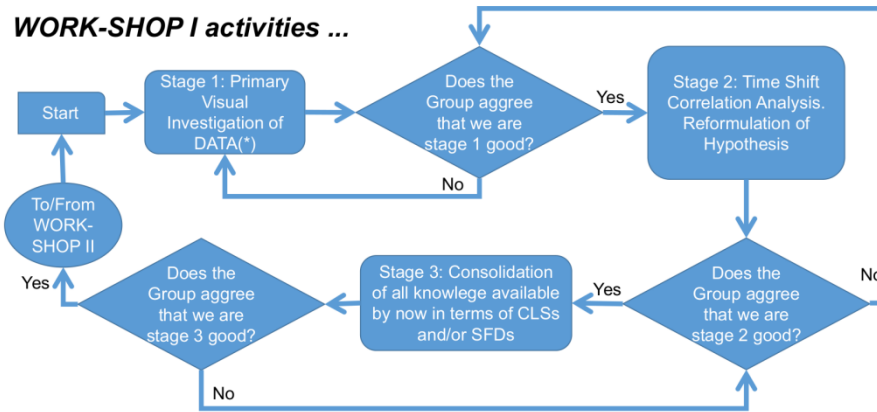 WORK-SHOP I activities ...
Start
Stage 1: Primary
Visual
Investigation of
DATA(*)
Does the
Group aggree
that we are
stage 1 good?
Yes
No
Stage 2: Time Shift
Correlation Analysis.
Reformulation of
Hypothesis
To/From
WORK-
SHOP II
Yes
Does the
Group aggree
that we are
stage 3 good?
No
Stage 3: Consolidation
of all knowlege available
by now in terms of CLSs
and/or SFDs
Yes
Does the
Group aggree
that we are
stage 2 good?
No